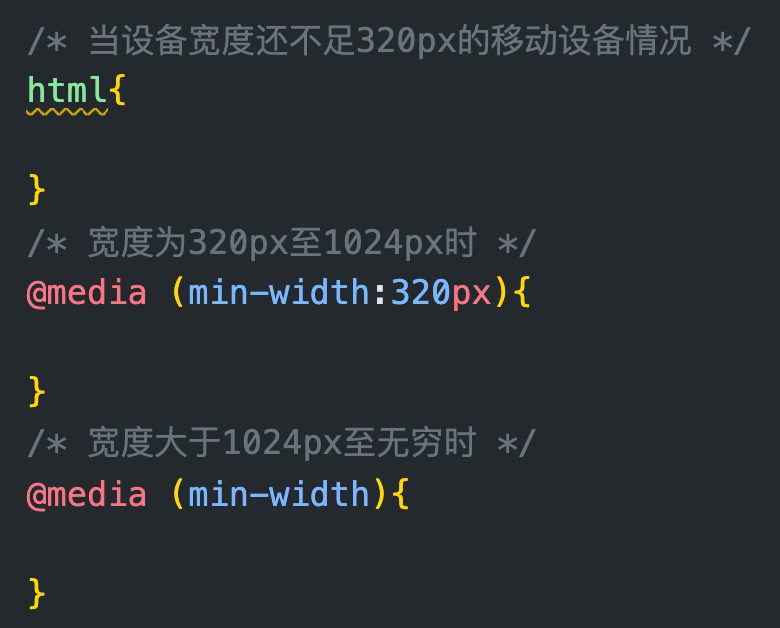 /* 当设备宽度还不足320px的移动设备情况 */
html{
}
/* 宽度为320px至1024px时 */
@media (min-width:320px){
}
/* 宽度大于1024px至无穷时 */
@media (min-width){
}